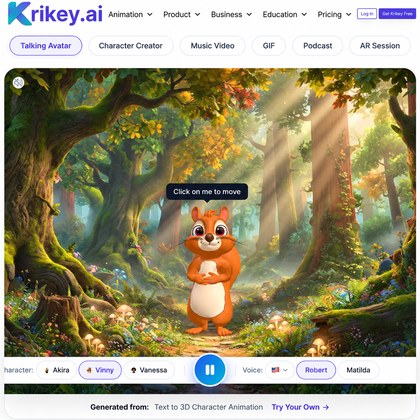 Krikey.ai
Animation Product Business Education Pricing Log In Get Krikey Free
Talking Avatar Character Creator Music Video GIF Podcast AR Session
Click on me to move
haracter: Akira Vinny Vanessa Voice: Robert Matilda
Generated from: Text to 3D Character Animation Try Your Own →